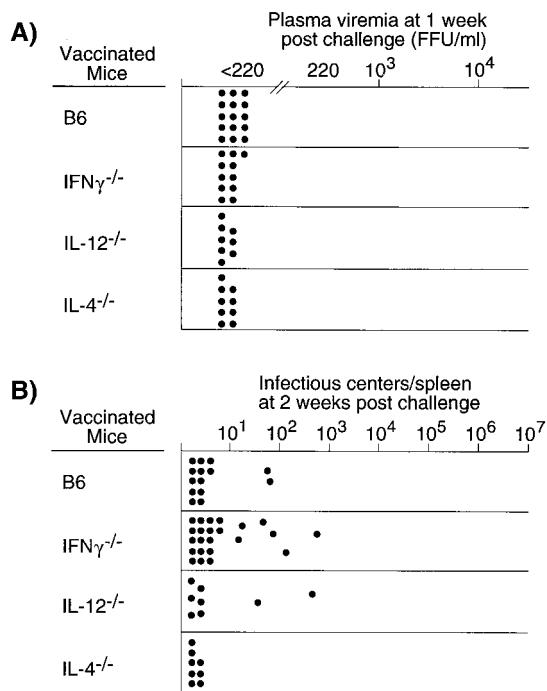 A)
Plasma viremia at 1 week
post challenge (FFU/ml)
Vaccinated
Mice
<220 220 10³ 10⁴
B6
IFNγ-/-
IL-12-/-
IL-4-/-
B)
Infectious centers/spleen
at 2 weeks post challenge
Vaccinated
Mice
10¹ 10² 10³ 10⁴ 10⁵ 10⁶ 10⁷
B6
IFNγ-/-
IL-12-/-
IL-4-/-